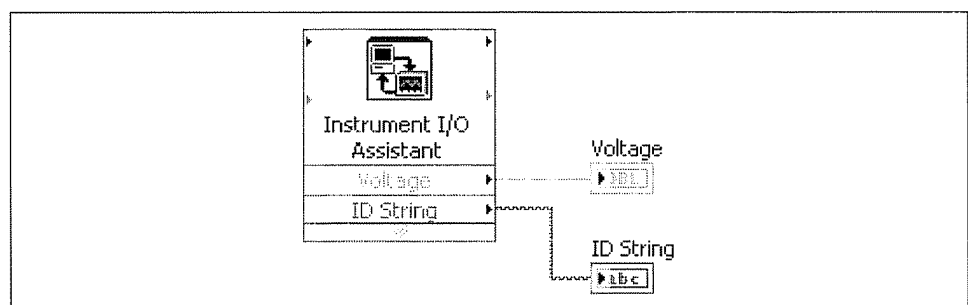 Instrument I/O
Assistant
Voltage
ID String
Voltage
DBL
ID String
abc